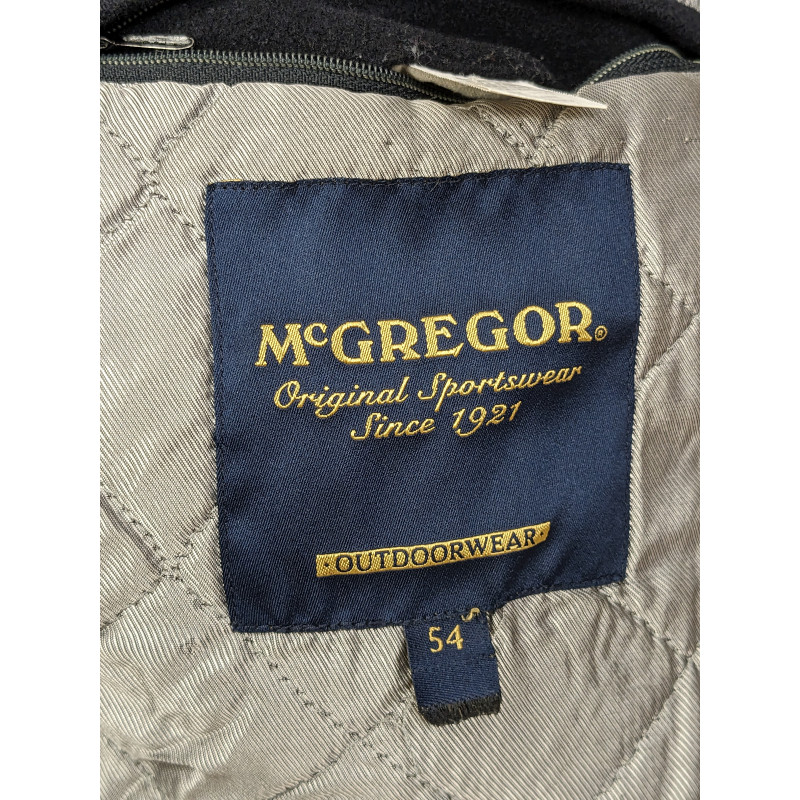 McGREGOR®
Original Sportswear
Since 1921
·OUTDOORWEAR·
54